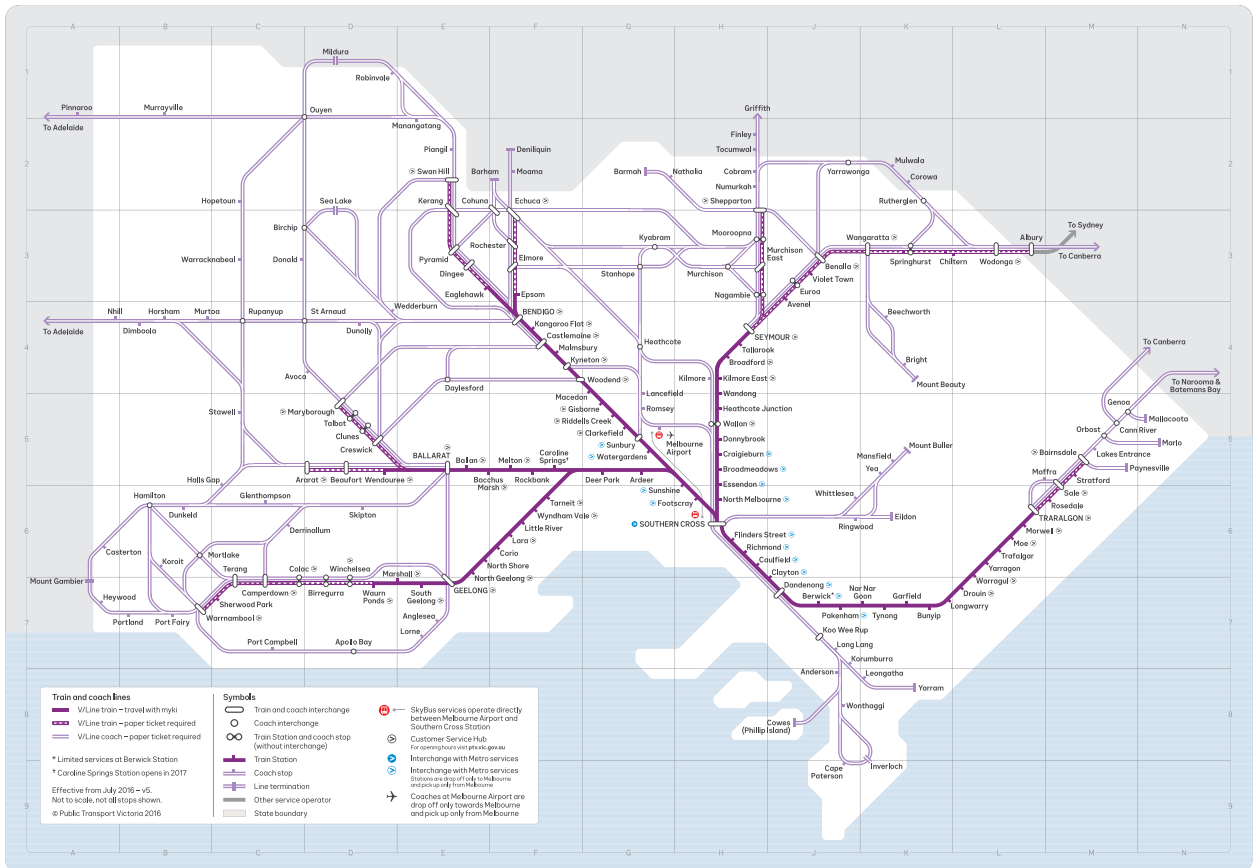 A B C D E F G H J K L M N
1
Mildura
Robinvale
Pinnaroo
Murrayville
Ouyen
To Adelaide
Manangatang
Griffith
2
Finley
Tocumwal
Piangil
Swan Hill
Barham
Deniliquin
Moama
Barmah
Nathalia
Cobram
Numurkah
Yarrawonga
Mulwala
Corowa
Rutherglen
Hopetoun
Sea Lake
Kerang
Cohuna
Echuca
Shepparton
3
Birchip
Warracknabeal
Donald
Pyramid
Dingee
Eaglehawk
Rochester
Elmore
Epsom
Kyabram
Stanhope
Murchison
Mooroopna
Murchison
East
Nagambie
Wangaratta
Benalla
Violet Town
Euroa
Avenel
Springhurst
Chiltern
Wodonga
Albury
To Sydney
To Canberra
4
Nhill
Horsham
Murtoa
Rupanyup
St Arnaud
Wedderburn
To Adelaide
Dimboola
Dunolly
BENDIGO
Kangaroo Flat
Castlemaine
Malmsbury
Kyneton
Woodend
Heathcote
SEYMOUR
Tallarook
Broadford
Beechworth
Bright
Mount Beauty
To Canberra
To Narooma &
Batemans Bay
Avoca
Daylesford
Macedon
Gisborne
Riddells Creek
Clarkefield
Sunbury
Watergardens
Lancefield
Romsey
Kilmore
Kilmore East
Wandong
Heathcote Junction
Wallan
Donnybrook
Craigieburn
Broadmeadows
Essendon
North Melbourne
5
Stawell
Maryborough
Talbot
Clunes
Creswick
BALLARAT
Ballan
Melton
Caroline
Springs†
Melbourne
Airport
Mount Buller
Mansfield
Yea
Whittlesea
Genoa
Mallacoota
Cann River
Orbost
Marlo
Lakes Entrance
Bairnsdale
Paynesville
Halls Gap
Ararat
Beaufort
Wendouree
Bacchus
Marsh
Rockbank
Deer Park
Ardeer
Sunshine
Footscray
Maffra
Stratford
Sale
Rosedale
TRARALGON
6
Hamilton
Glenthompson
Dunkeld
Skipton
Derrinallum
Tarneit
Wyndham Vale
Little River
Lara
Corio
North Shore
North Geelong
GEELONG
SOUTHERN CROSS
Ringwood
Eildon
Flinders Street
Richmond
Caulfield
Clayton
Dandenong
Morwell
Moe
Trafalgar
Yarragon
Warragul
Drouin
Longwarry
Casterton
Koroit
Mortlake
Terang
Colac
Winchelsea
Marshall
Mount Gambier
7
Heywood
Portland
Port Fairy
Sherwood Park
Warrnambool
Camperdown
Birregurra
Waurn
Ponds
South
Geelong
Anglesea
Lorne
Port Campbell
Apollo Bay
Berwick*
Nar Nar
Goon
Garfield
Pakenham
Tynong
Bunyip
Koo Wee Rup
Lang Lang
Korumburra
Leongatha
Anderson
Yarram
8
Wonthaggi
Cowes
(Phillip Island)
Cape
Paterson
Inverloch
9
Train and coach lines
V/Line train – travel with myki
V/Line train – paper ticket required
V/Line coach – paper ticket required
* Limited services at Berwick Station
† Caroline Springs Station opens in 2017
Effective from July 2016 – v5.
Not to scale, not all stops shown.
© Public Transport Victoria 2016
Symbols
Train and coach interchange
Coach interchange
Train Station and coach stop
(without interchange)
Train Station
Coach stop
Line termination
Other service operator
State boundary
SkyBus services operate directly
between Melbourne Airport and
Southern Cross Station
Customer Service Hub
For opening hours visit ptv.vic.gov.au
Interchange with Metro services
Interchange with Metro services
Stations are drop off only to Melbourne
and pick up only from Melbourne
Coaches at Melbourne Airport are
drop off only towards Melbourne
and pick up only from Melbourne
A B C D E F G H J K L M N